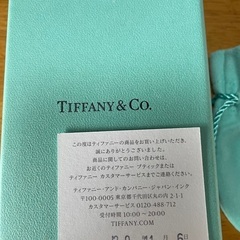 TIFFANY & CO.
この度はティファニーの商品をお買い上げいただき、
誠にありがとうございました。
商品に関してのお問い合わせは、
お近くのティファニー ブティックまたは
ティファニー カスタマーサービスまでご連絡ください。
ティファニー・アンド・カンパニー・ジャパン・インク
〒100-0005 東京都千代田区丸の内 2-1-1
カスタマーサービス 0120-488-712
受付時間 10:00〜20:00
TIFFANY.COM